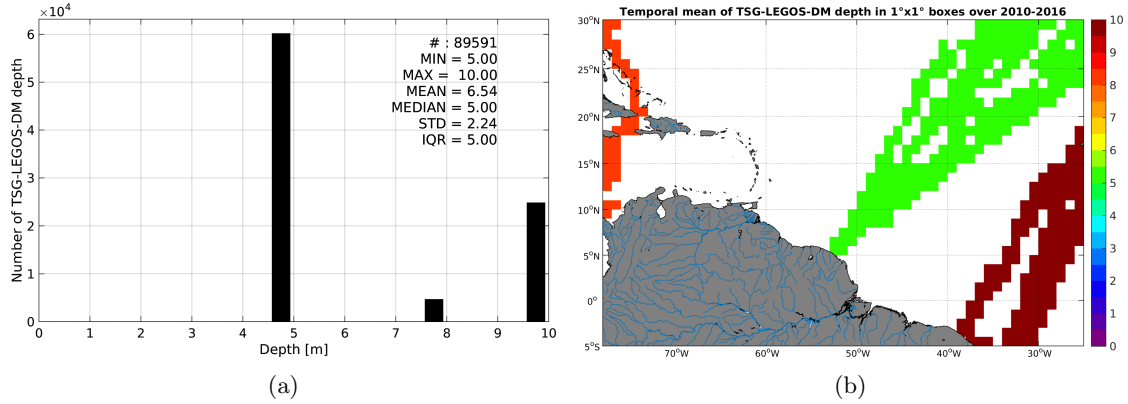 ×10⁴
# : 89591
MIN = 5.00
MAX = 10.00
MEAN = 6.54
MEDIAN = 5.00
STD = 2.24
IQR = 5.00
Number of TSG-LEGOS-DM depth
6
5
4
3
2
1
0
0 1 2 3 4 5 6 7 8 9 10
Depth [m]
(a)
Temporal mean of TSG-LEGOS-DM depth in 1°x1° boxes over 2010-2016
30°N
25°N
20°N
15°N
10°N
5°N
0°
5°S
70°W 60°W 50°W 40°W 30°W
10
9
8
7
6
5
4
3
2
1
0
(b)